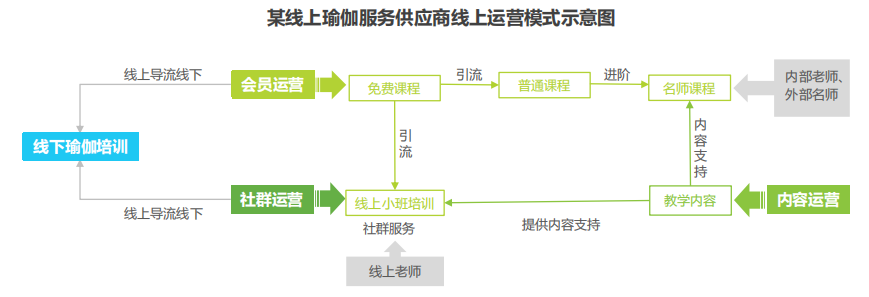 某线上瑜伽服务供应商线上运营模式示意图
线上导流线下
会员运营
免费课程
引流
普通课程
进阶
名师课程
内部老师、
外部名师
线下瑜伽培训
引
流
内
容
支
持
线上导流线下
社群运营
线上小班培训
社群服务
提供内容支持
教学内容
内容运营
线上老师